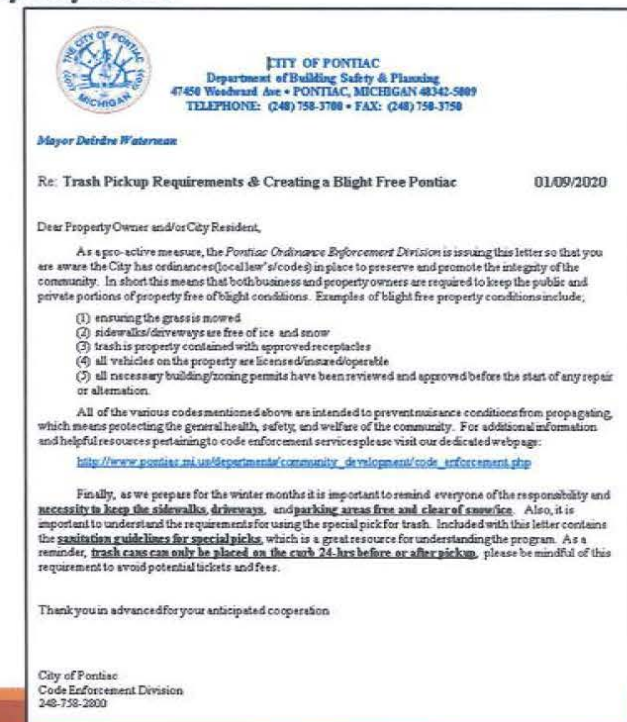 THE CITY OF PONTIAC
MICHIGAN
CITY OF PONTIAC
Department of Building Safety & Planning
47450 Woodward Ave • PONTIAC, MICHIGAN 48342-5009
TELEPHONE: (248) 758-3700 • FAX: (248) 758-3750
Mayor Deirdre Waterman
Re: Trash Pickup Requirements & Creating a Blight Free Pontiac 01/09/2020
Dear Property Owner and/or City Resident,
As a pro-active measure, the Pontiac Ordinance Enforcement Division is issuing this letter so that you
are aware the City has ordinances (local law's/codes) in place to preserve and promote the integrity of the
community. In short this means that both business and property owners are required to keep the public and
private portions of property free of blight conditions. Examples of blight free property conditions include;
(1) ensuring the grass is mowed
(2) sidewalks/driveways are free of ice and snow
(3) trash is property contained with approved receptacles
(4) all vehicles on the property are licensed/insured/operable
(5) all necessary building/zoning permits have been reviewed and approved before the start of any repair
or alternation.
All of the various codes mentioned above are intended to prevent nuisance conditions from propagating,
which means protecting the general health, safety, and welfare of the community. For additional information
and helpful resources pertaining to code enforcement services please visit our dedicated webpage:
http://www.pontiac.mi.us/departments/community_development/code_enforcement.php
Finally, as we prepare for the winter months it is important to remind everyone of the responsibility and
necessity to keep the sidewalks, driveways, and parking areas free and clear of snow/ice. Also, it is
important to understand the requirements for using the special pick for trash. Included with this letter contains
the sanitation guidelines for special picks, which is a great resource for understanding the program. As a
reminder, trash cans can only be placed on the curb 24-hrs before or after pickup, please be mindful of this
requirement to avoid potential tickets and fees.
Thank you in advanced for your anticipated cooperation
City of Pontiac
Code Enforcement Division
248-758-2800